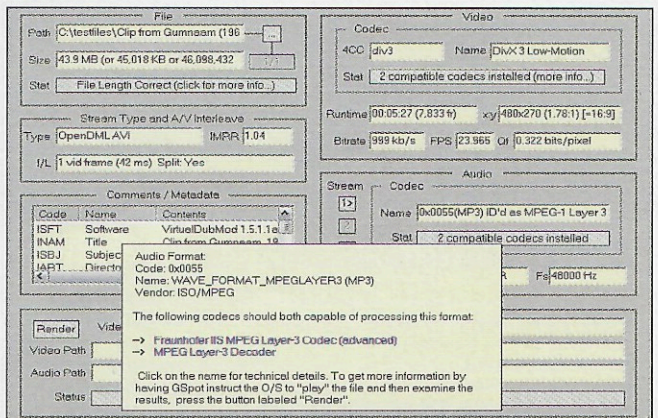 File
Path C:\testfiles\Clip from Gumnaam (196 ...
Size 43.9 MB (or 45,018 KB or 46,098,432 1/1
Stat File Length Correct (click for more info...)
Stream Type and A/V Interleave
Type OpenDML AVI IMRR 1.04
I/L 1 vid frame (42 ms) Split: Yes
Comments / Metadata
Code Name Contents
ISFT Software VirtualDubMod 1.5.1.1a
INAM Title Clip from Gumnaam, 19
ISBJ Subjec
IART Directo
Render Vide
Video Path
Audio Path
Status
Video
Codec
4CC div3 Name DivX 3 Low-Motion
Stat 2 compatible codecs installed (more info...)
Runtime 00:05:27 (7,833 fr) x:y 480x270 (1.78:1) [=16:9]
Bitrate 999 kb/s FPS 23.965 Qf 0.322 bits/pixel
Audio
Stream Codec
1>
2
Name 0x0055(MP3) ID'd as MPEG-1 Layer 3
Stat 2 compatible codecs installed
R Fs 48000 Hz
Audio Format:
Code: 0x0055
Name: WAVE_FORMAT_MPEGLAYER3 (MP3)
Vendor: ISO/MPEG
The following codecs should both capable of processing this format:
-> Fraunhofer IIS MPEG Layer-3 Codec (advanced)
-> MPEG Layer-3 Decoder
Click on the name for technical details. To get more information by
having GSpot instruct the O/S to "play" the file and then examine the
results, press the button labeled "Render".